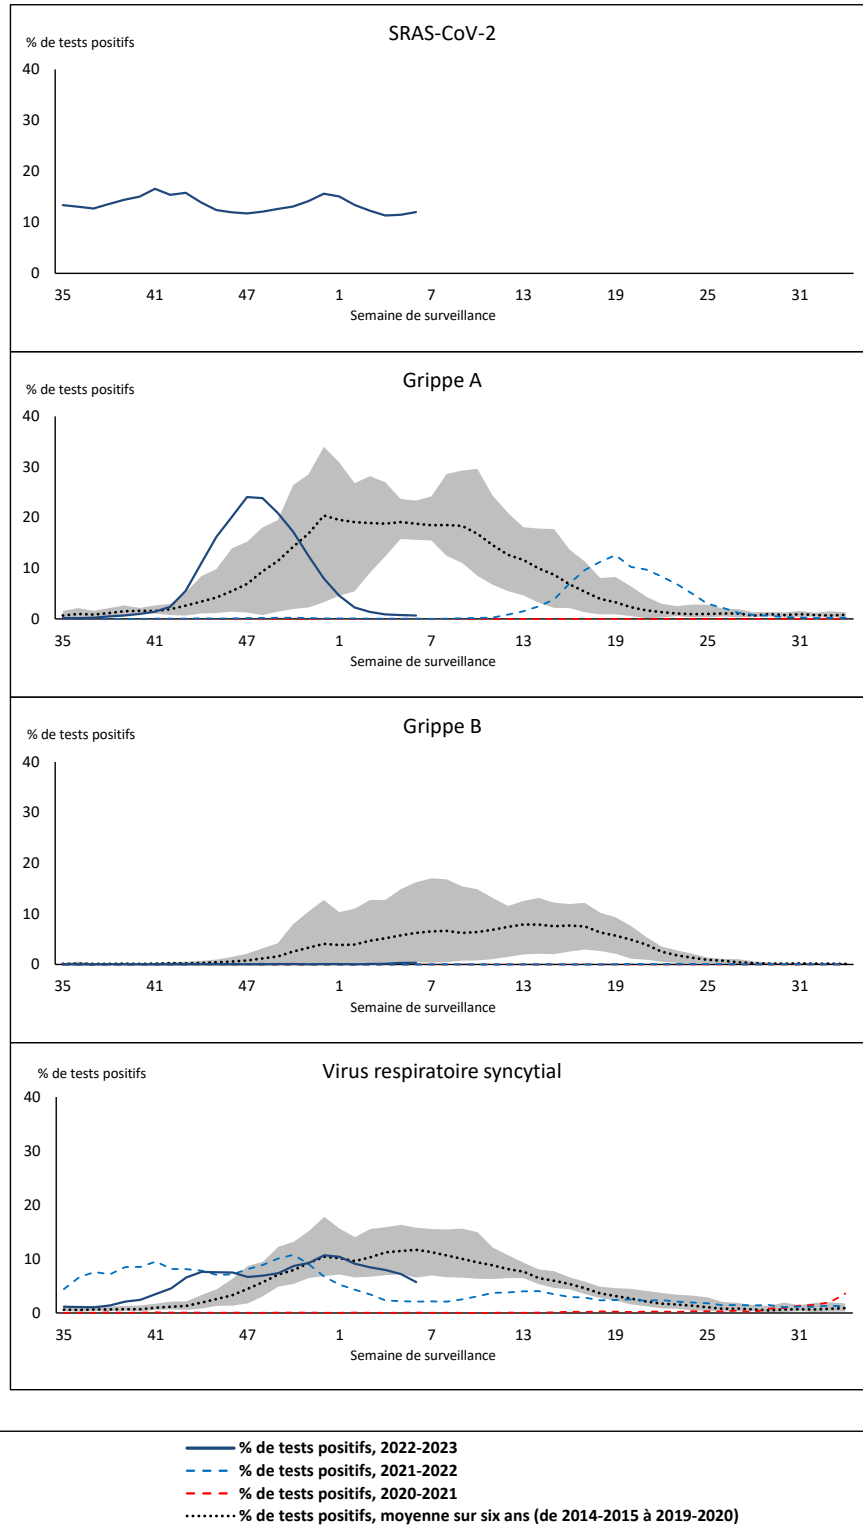 SRAS-CoV-2
% de tests positifs
40
30
20
10
0
35 41 47 1 7 13 19 25 31
Semaine de surveillance
Grippe A
% de tests positifs
40
30
20
10
0
35 41 47 1 7 13 19 25 31
Semaine de surveillance
Grippe B
% de tests positifs
40
30
20
10
0
35 41 47 1 7 13 19 25 31
Semaine de surveillance
Virus respiratoire syncytial
% de tests positifs
40
30
20
10
0
35 41 47 1 7 13 19 25 31
Semaine de surveillance
% de tests positifs, 2022-2023
% de tests positifs, 2021-2022
% de tests positifs, 2020-2021
% de tests positifs, moyenne sur six ans (de 2014-2015 à 2019-2020)